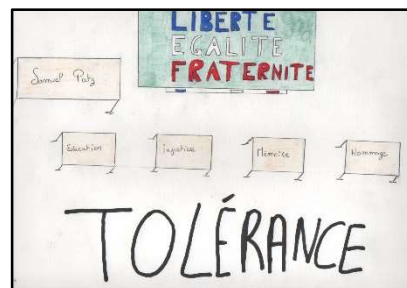 LIBERTE
EGALITE
FRATERNITE
Samuel Paty
Education
Injustice
Mémoire
Hommage
TOLÉRANCE